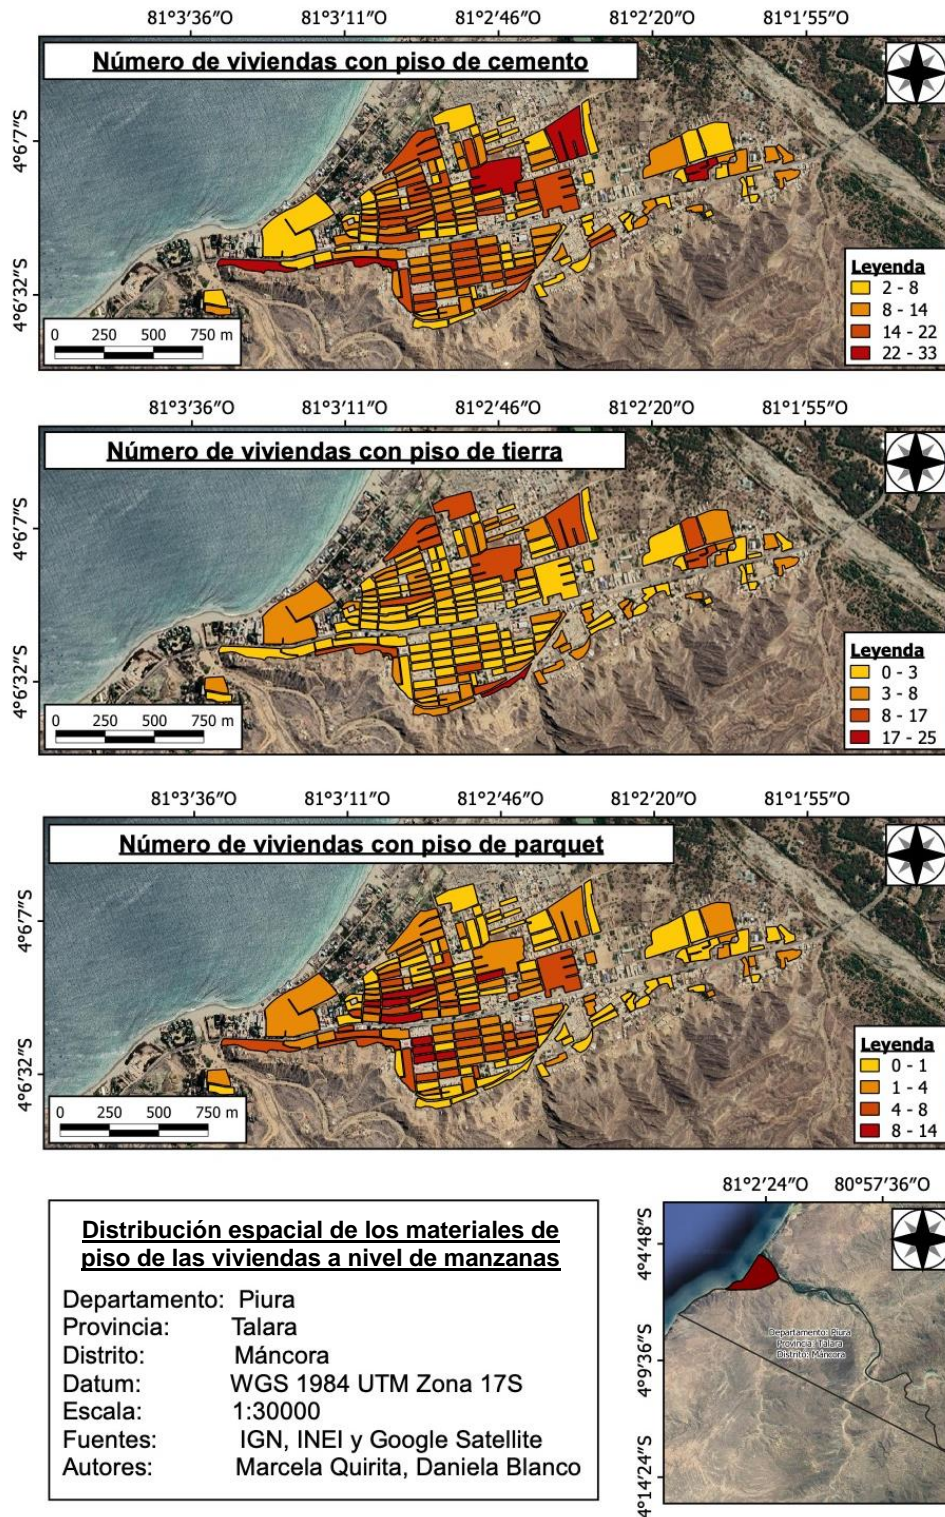 81°3'36"O 81°3'11"O 81°2'46"O 81°2'20"O 81°1'55"O
Número de viviendas con piso de cemento
4°6'7"S
4°6'32"S
0 250 500 750 m
Leyenda
2 - 8
8 - 14
14 - 22
22 - 33
81°3'36"O 81°3'11"O 81°2'46"O 81°2'20"O 81°1'55"O
Número de viviendas con piso de tierra
4°6'7"S
4°6'32"S
0 250 500 750 m
Leyenda
0 - 3
3 - 8
8 - 17
17 - 25
81°3'36"O 81°3'11"O 81°2'46"O 81°2'20"O 81°1'55"O
Número de viviendas con piso de parquet
4°6'7"S
4°6'32"S
0 250 500 750 m
Leyenda
0 - 1
1 - 4
4 - 8
8 - 14
Distribución espacial de los materiales de
piso de las viviendas a nivel de manzanas
Departamento: Piura
Provincia: Talara
Distrito: Máncora
Datum: WGS 1984 UTM Zona 17S
Escala: 1:30000
Fuentes: IGN, INEI y Google Satellite
Autores: Marcela Quirita, Daniela Blanco
81°2'24"O 80°57'36"O
4°4'48"S
4°9'36"S
4°14'24"S
Departamento: Piura
Provincia: Talara
Distrito: Máncora